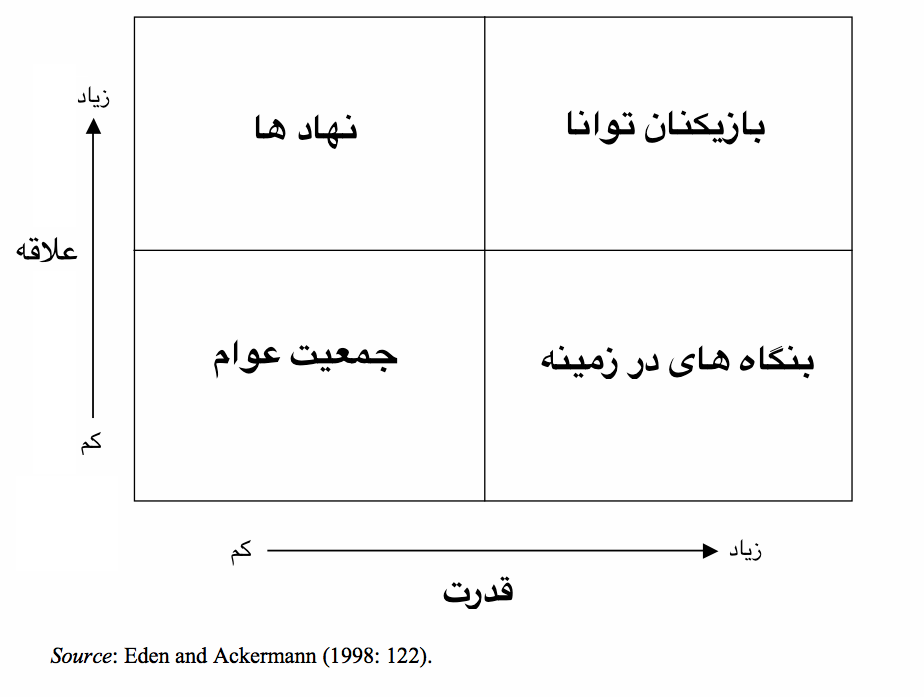 زیاد
علاقه
کم
نهاد ها
بازیکنان توانا
جمعیت عوام
بنگاه های در زمینه
کم
زیاد
قدرت
Source: Eden and Ackermann (1998: 122).